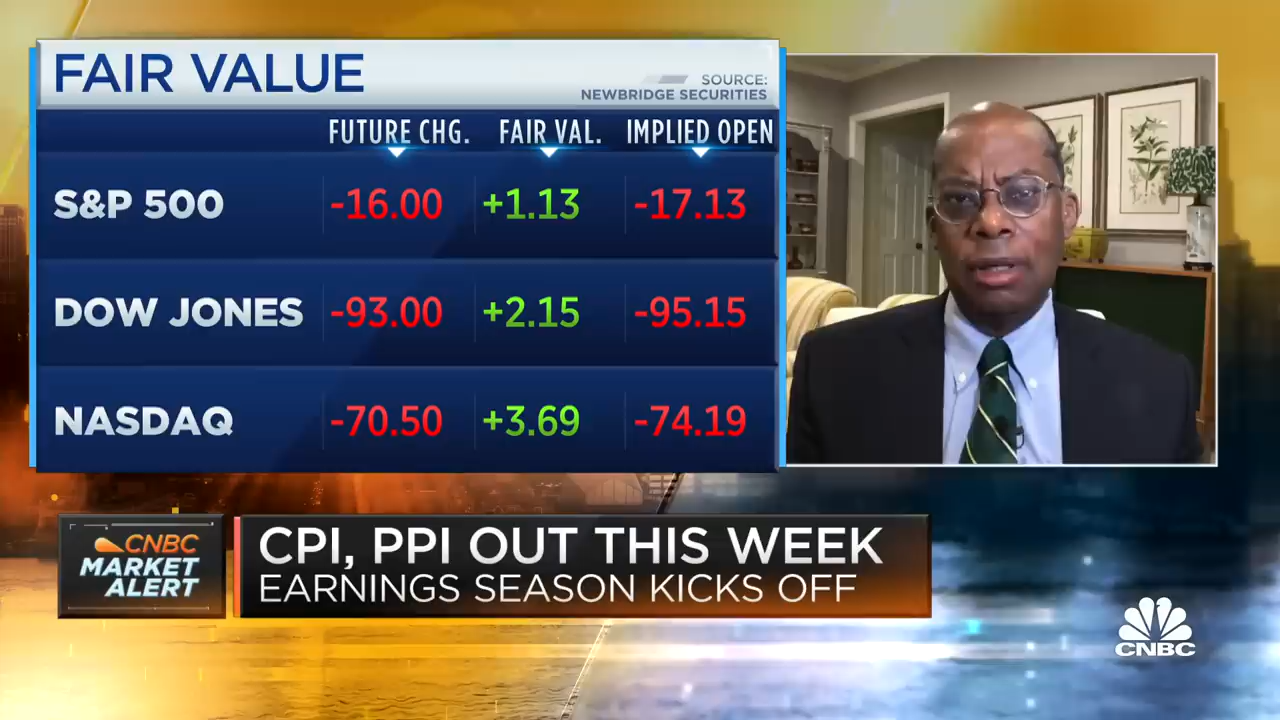 FAIR VALUE
SOURCE:
NEWBRIDGE SECURITIES
FUTURE CHG. FAIR VAL. IMPLIED OPEN
S&P 500 -16.00 +1.13 -17.13
DOW JONES -93.00 +2.15 -95.15
NASDAQ -70.50 +3.69 -74.19
CNBC
MARKET
ALERT
CPI, PPI OUT THIS WEEK
EARNINGS SEASON KICKS OFF
CNBC